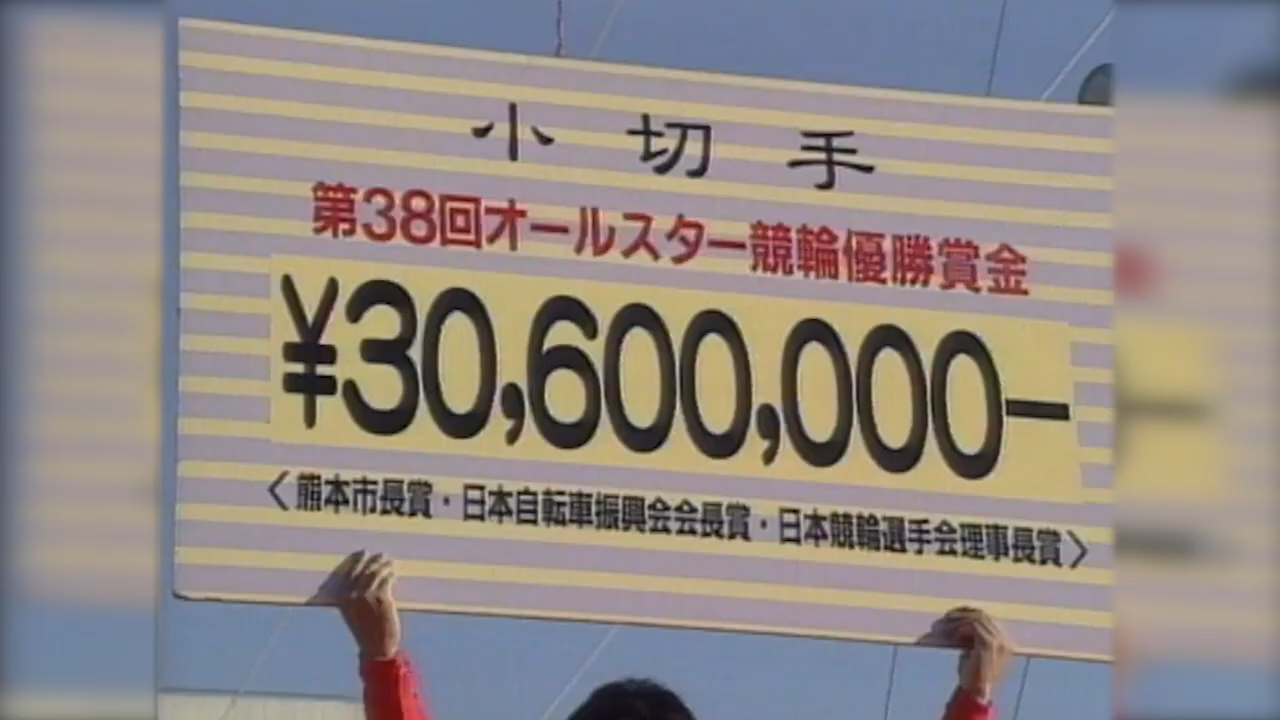 小切手
第38回オールスター競輪優勝賞金
¥30,600,000−
〈熊本市長賞・日本自転車振興会会長賞・日本競輪選手会理事長賞〉